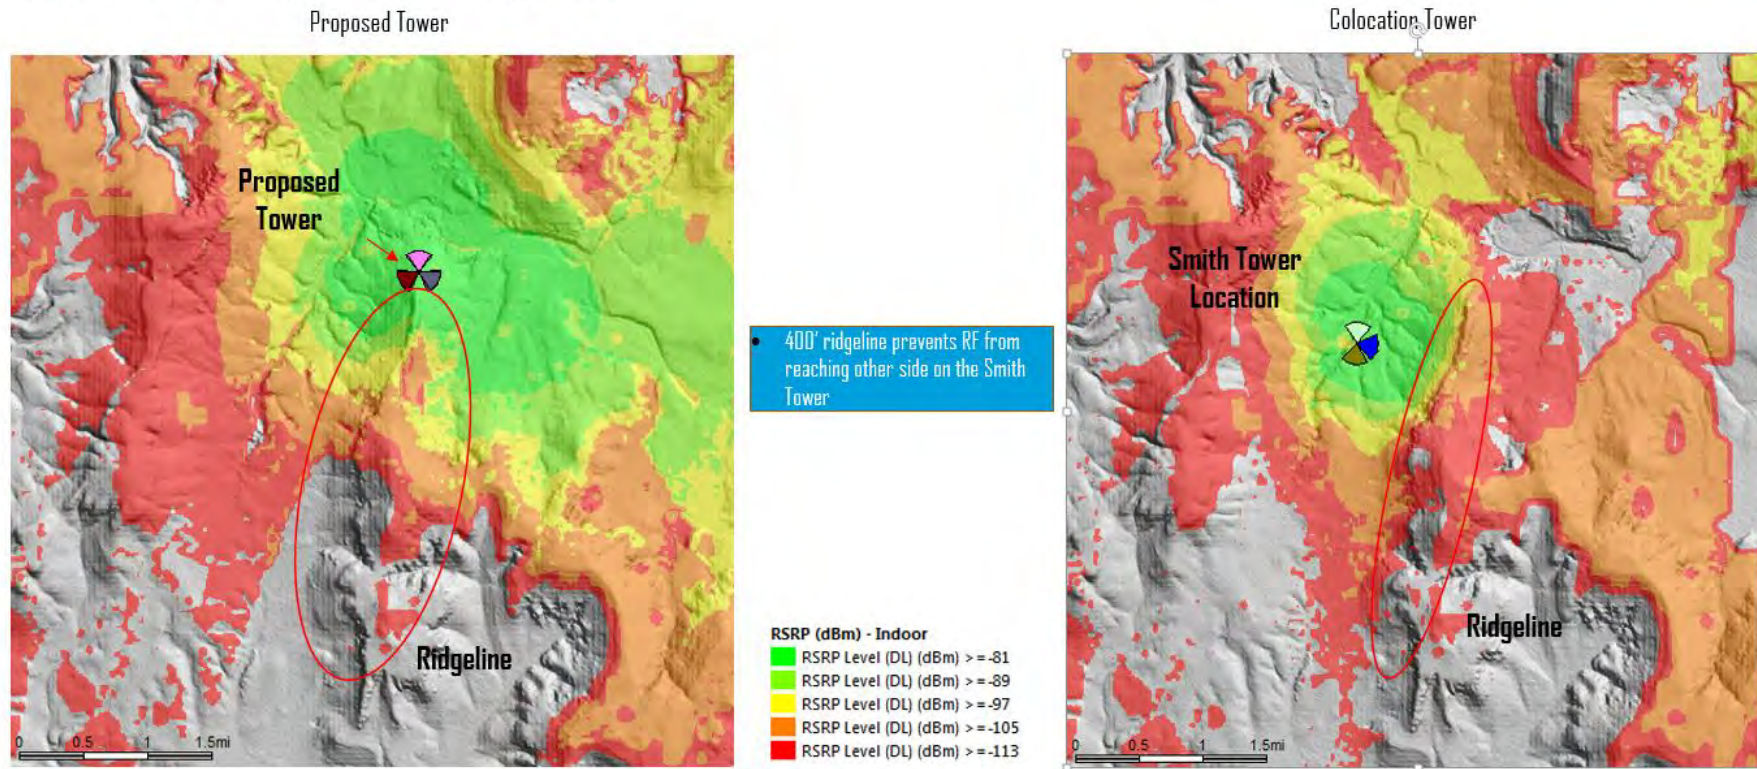 Proposed Tower
Colocation Tower
Proposed
Tower
Ridgeline
0 0.5 1 1.5mi
• 400' ridgeline prevents RF from
reaching other side on the Smith
Tower
RSRP (dBm) - Indoor
RSRP Level (DL) (dBm) >=-81
RSRP Level (DL) (dBm) >=-89
RSRP Level (DL) (dBm) >=-97
RSRP Level (DL) (dBm) >=-105
RSRP Level (DL) (dBm) >=-113
Smith Tower
Location
Ridgeline
0 0.5 1 1.5mi